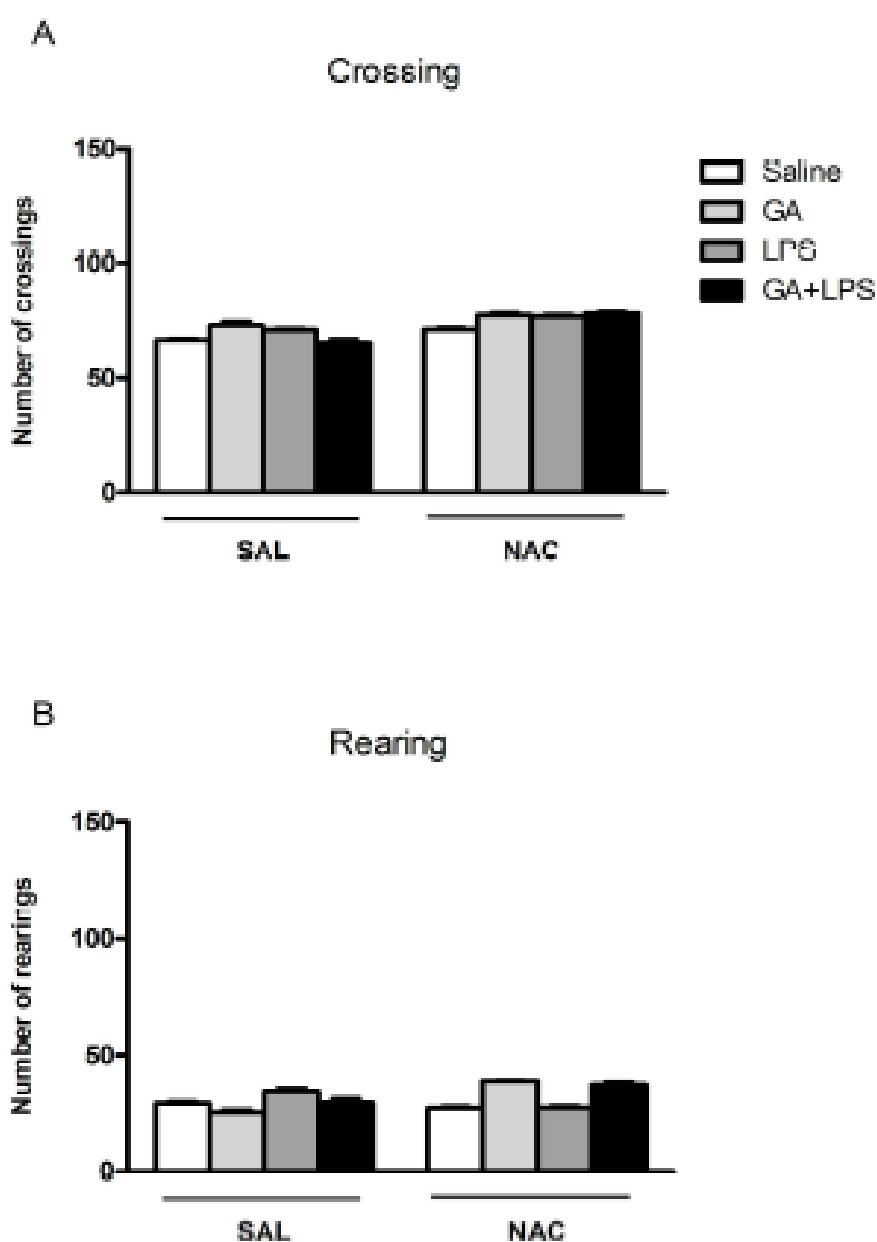 A
Crossing
150
100
50
0
Number of crossings
Saline
GA
LPS
GA+LPS
SAL
NAC
B
Rearing
150
100
50
0
Number of rearings
SAL
NAC